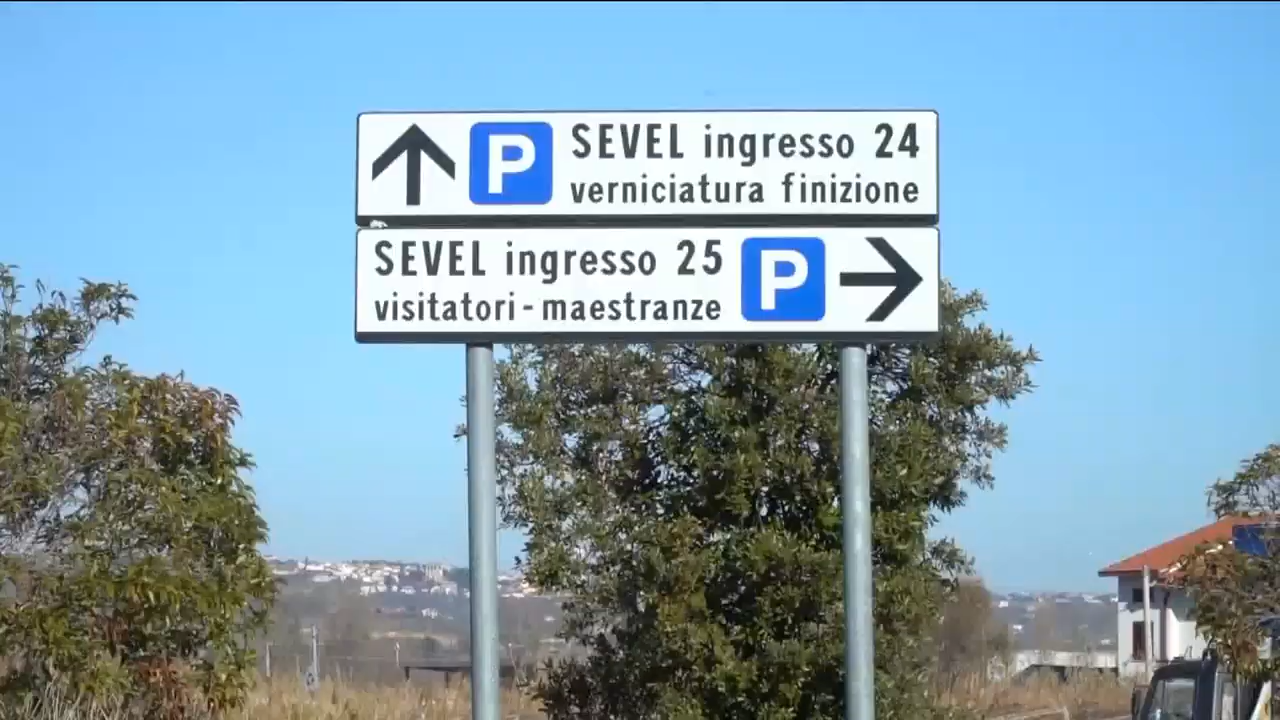 P SEVEL ingresso 24
verniciatura finizione
SEVEL ingresso 25 P
visitatori - maestranze